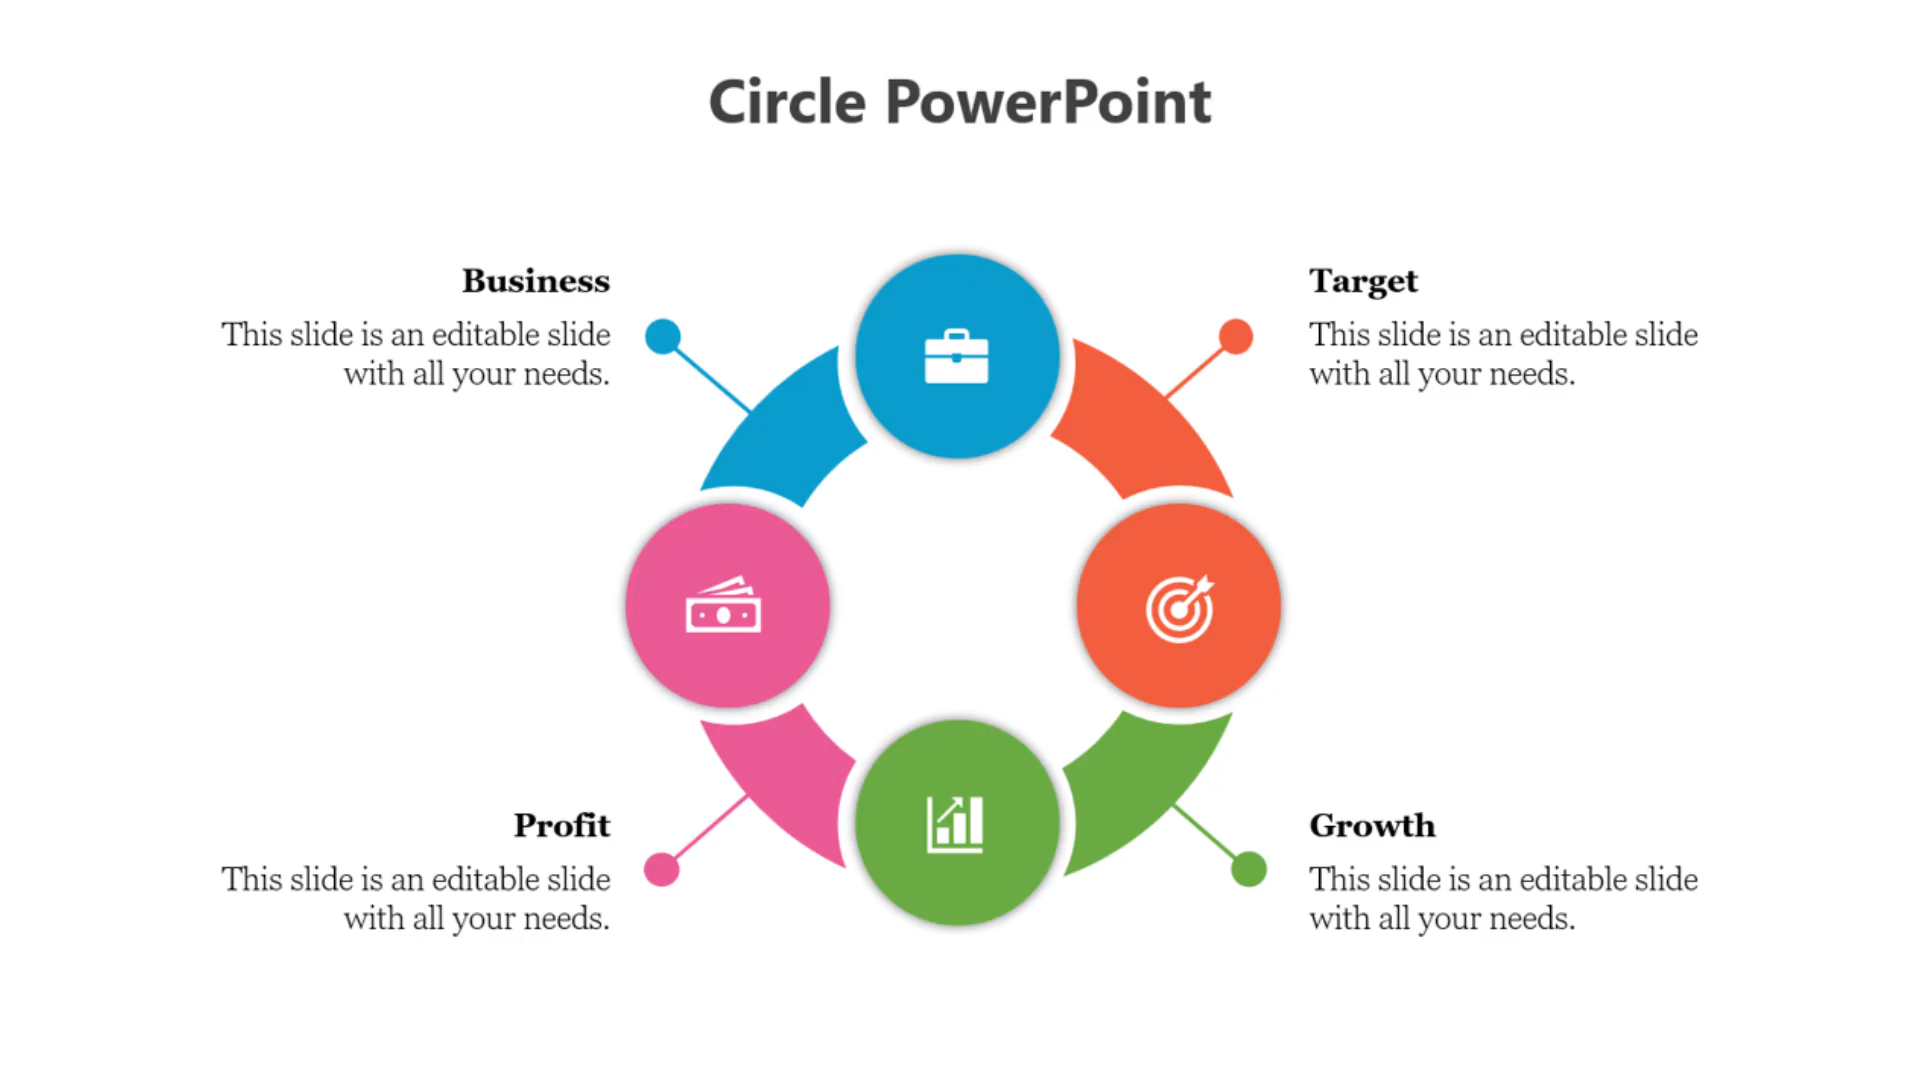 Circle PowerPoint
Business
This slide is an editable slide
with all your needs.
Target
This slide is an editable slide
with all your needs.
Profit
This slide is an editable slide
with all your needs.
Growth
This slide is an editable slide
with all your needs.